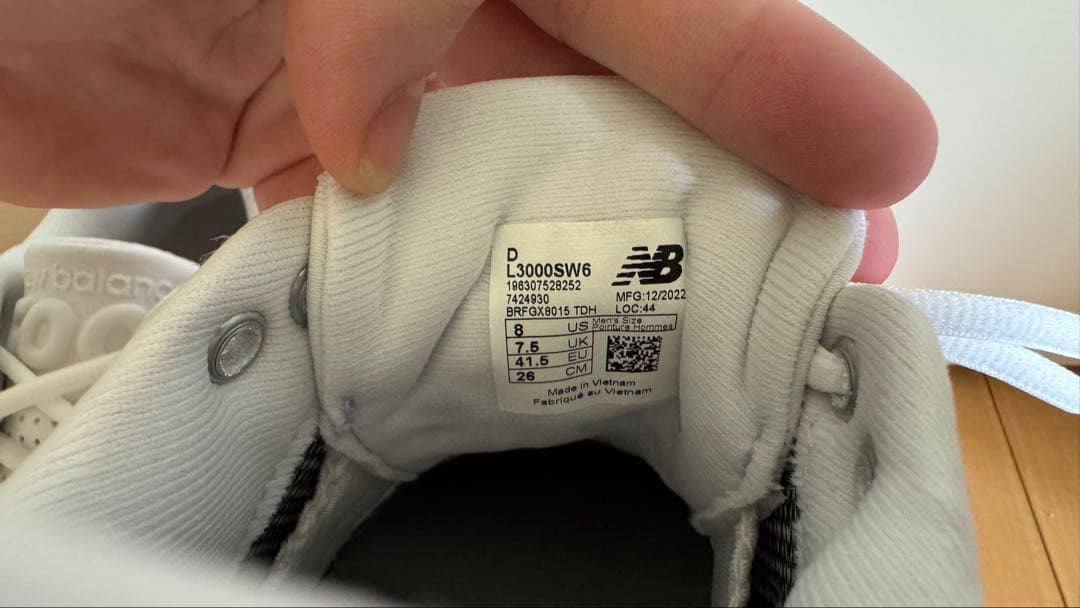 D
L3000SW6
NB
196307528252
7424930
MFG:12/2022
BRFGX8015 TDH
LOC:44
8 US Men's Size
Pointure Hommes
7.5 UK
41.5 EU
26 CM
Made in Vietnam
Fabriqué au Vietnam